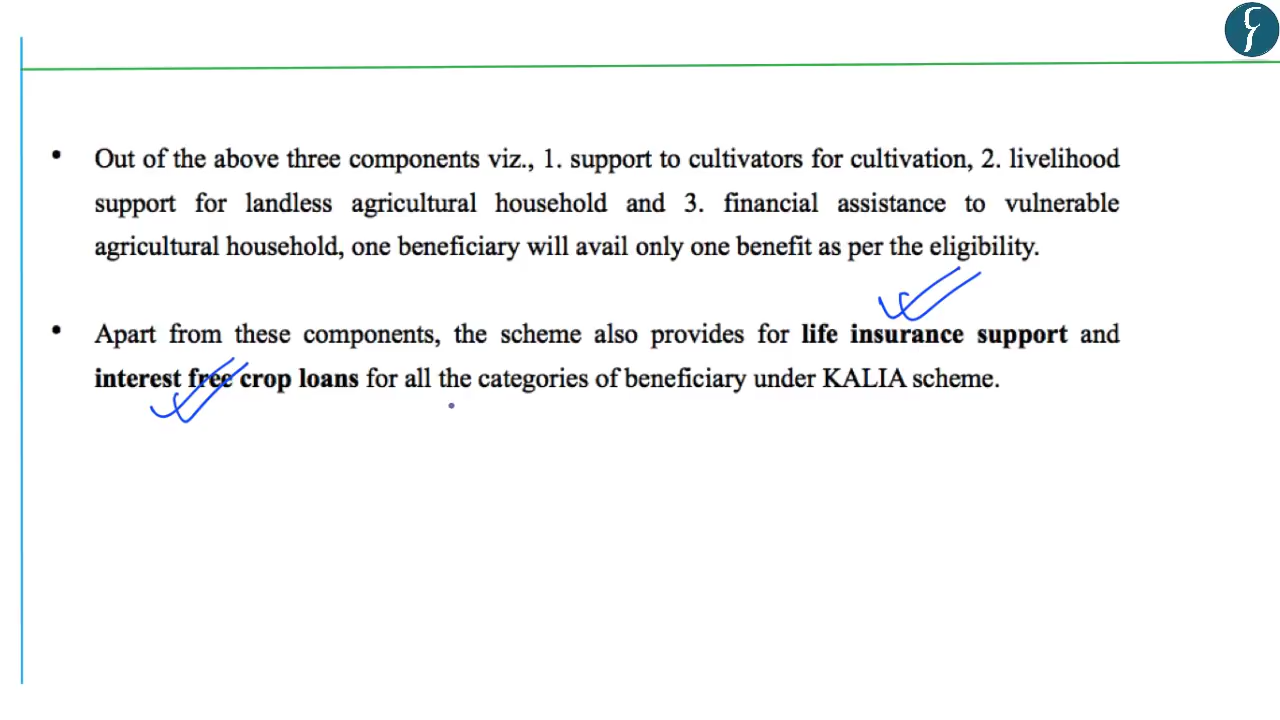 • Out of the above three components viz., 1. support to cultivators for cultivation, 2. livelihood
support for landless agricultural household and 3. financial assistance to vulnerable
agricultural household, one beneficiary will avail only one benefit as per the eligibility.
• Apart from these components, the scheme also provides for life insurance support and
interest free crop loans for all the categories of beneficiary under KALIA scheme.